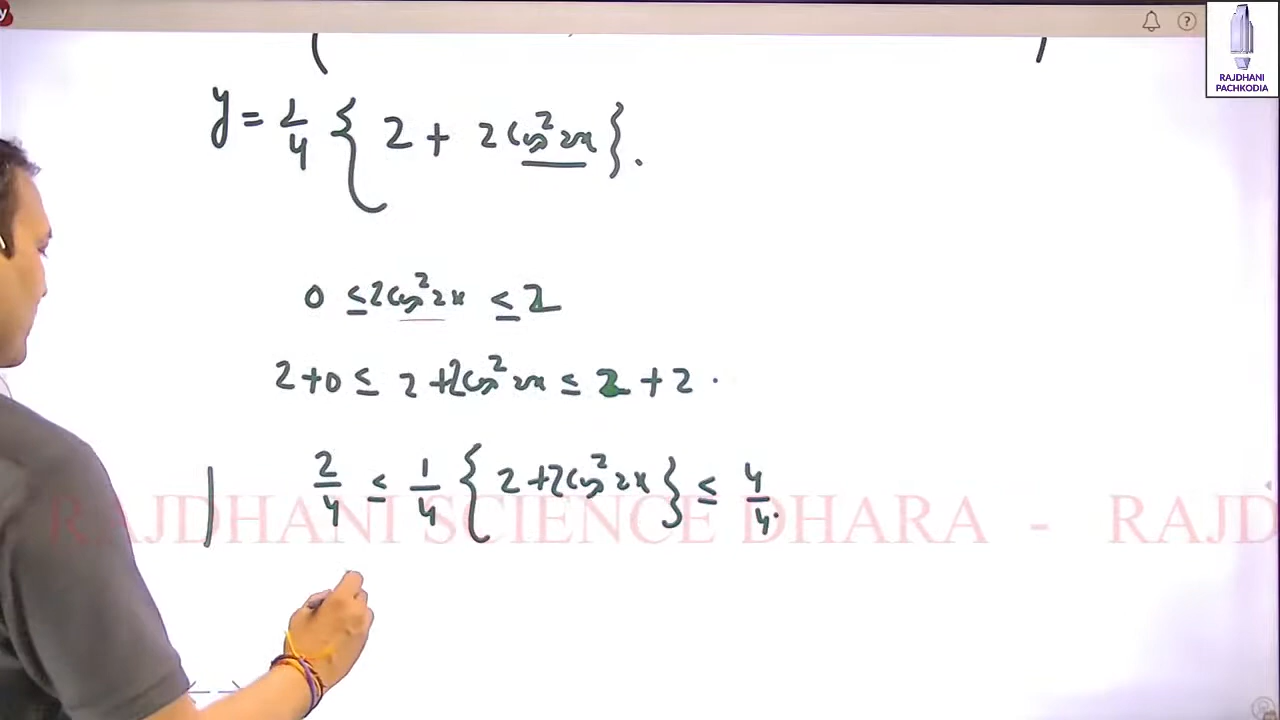 RAJDHANI
PACHKODIA
y = 1/4 { 2 + 2 cos² 2x }.
0 ≤ 2 cos² 2x ≤ 2
2 + 0 ≤ 2 + 2 cos² 2x ≤ 2 + 2 .
2/4 ≤ 1/4 { 2 + 2 cos² 2x } ≤ 4/4.
RAJDHANI SCIENCE DHARA - RAJD